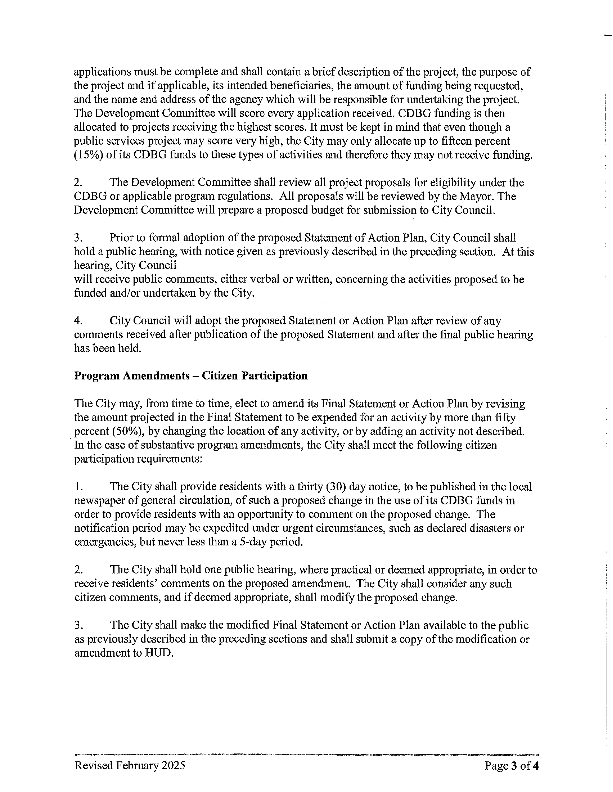 applications must be complete and shall contain a brief description of the project, the purpose of
the project and if applicable, its intended beneficiaries, the amount of funding being requested,
and the name and address of the agency which will be responsible for undertaking the project.
The Development Committee will score every application received. CDBG funding is then
allocated to projects receiving the highest scores. It must be kept in mind that even though a
public services project may score very high, the City may only allocate up to fifteen percent
(15%) of its CDBG funds to these types of activities and therefore they may not receive funding.
2. The Development Committee shall review all project proposals for eligibility under the
CDBG or applicable program regulations. All proposals will be reviewed by the Mayor. The
Development Committee will prepare a proposed budget for submission to City Council.
3. Prior to formal adoption of the proposed Statement of Action Plan, City Council shall
hold a public hearing, with notice given as previously described in the preceding section. At this
hearing, City Council
will receive public comments, either verbal or written, concerning the activities proposed to be
funded and/or undertaken by the City.
4. City Council will adopt the proposed Statement or Action Plan after review of any
comments received after publication of the proposed Statement and after the final public hearing
has been held.
Program Amendments – Citizen Participation
The City may, from time to time, elect to amend its Final Statement or Action Plan by revising
the amount projected in the Final Statement to be expended for an activity by more than fifty
percent (50%), by changing the location of any activity, or by adding an activity not described.
In the case of substantive program amendments, the City shall meet the following citizen
participation requirements:
1. The City shall provide residents with a thirty (30) day notice, to be published in the local
newspaper of general circulation, of such a proposed change in the use of its CDBG funds in
order to provide residents with an opportunity to comment on the proposed change. The
notification period may be expedited under urgent circumstances, such as declared disasters or
emergencies, but never less than a 5-day period.
2. The City shall hold one public hearing, where practical or deemed appropriate, in order to
receive residents' comments on the proposed amendment. The City shall consider any such
citizen comments, and if deemed appropriate, shall modify the proposed change.
3. The City shall make the modified Final Statement or Action Plan available to the public
as previously described in the preceding sections and shall submit a copy of the modification or
amendment to HUD.
Revised February 2025 Page 3 of 4